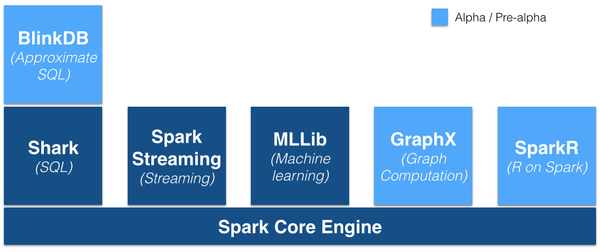 BlinkDB
(Approximate
SQL)
Alpha / Pre-alpha
Shark
(SQL)
Spark
Streaming
(Streaming)
MLLib
(Machine
learning)
GraphX
(Graph
Computation)
SparkR
(R on Spark)
Spark Core Engine